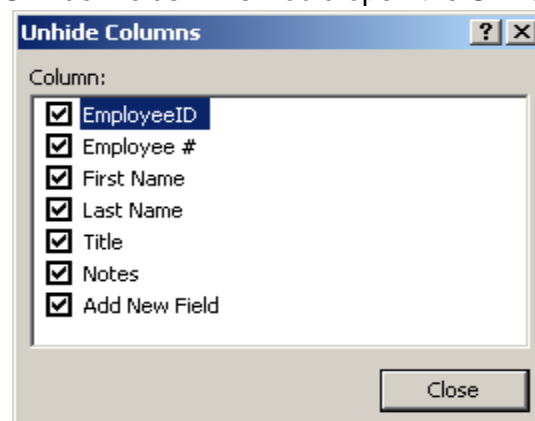 Unhide Columns
Column:
EmployeeID
Employee #
First Name
Last Name
Title
Notes
Add New Field
Close